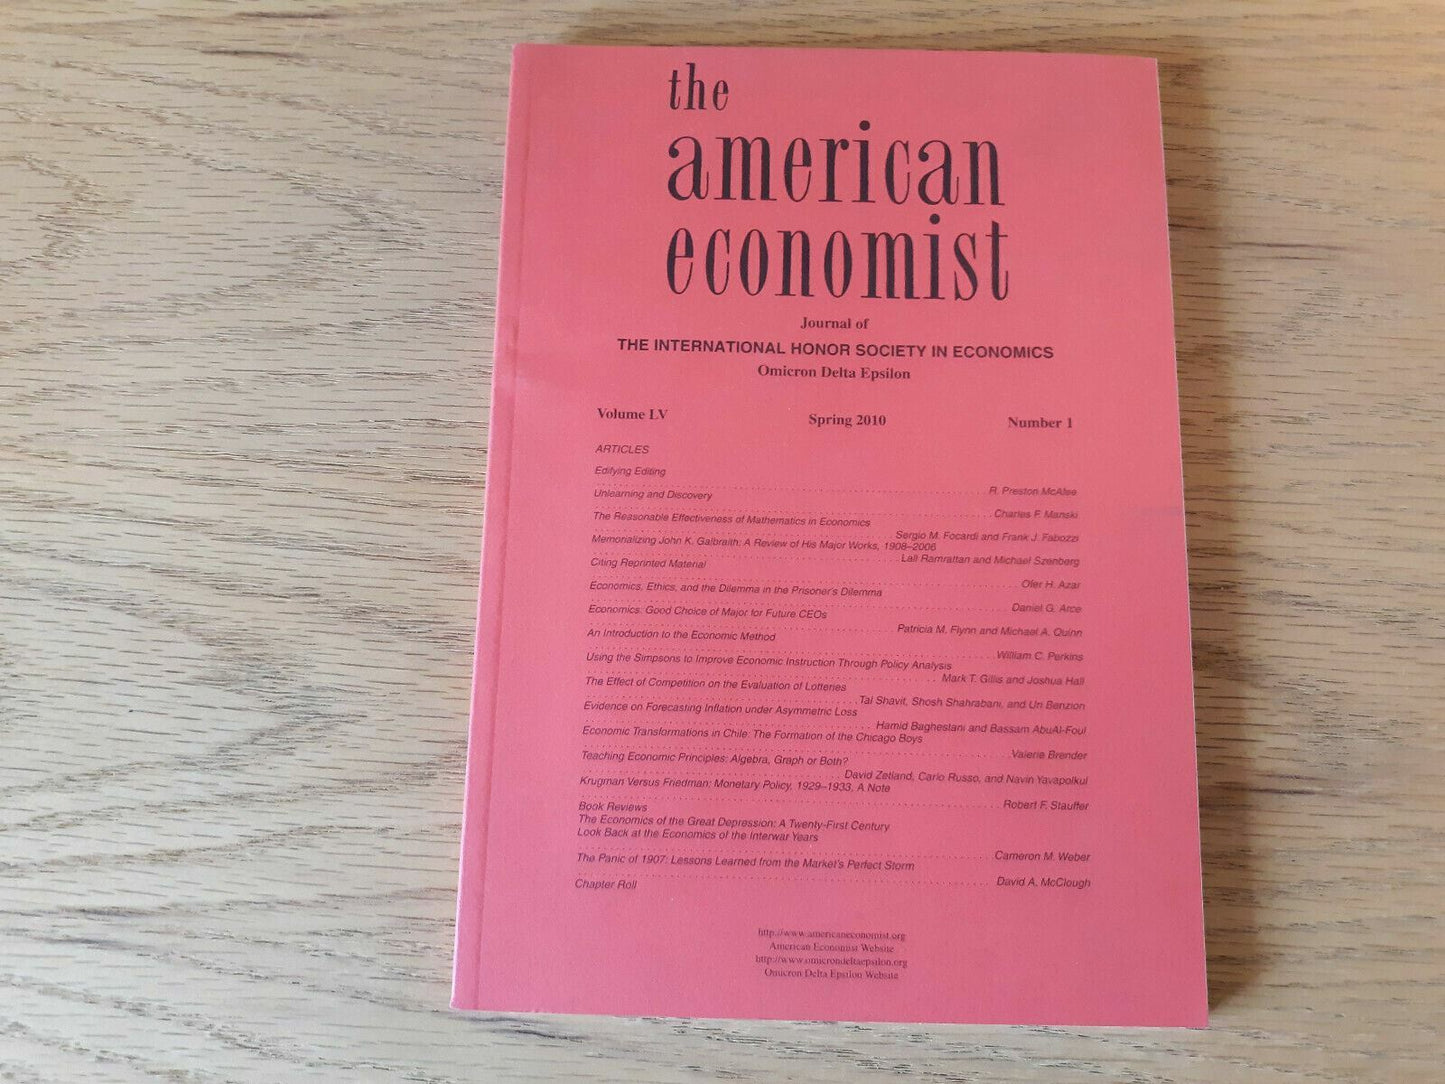 the
american
economist
Journal of
THE INTERNATIONAL HONOR SOCIETY IN ECONOMICS
Omicron Delta Epsilon
Volume LV Spring 2010 Number 1
ARTICLES
Edifying Editing
R. Preston McAfee
Unlearning and Discovery
Charles F. Manski
The Reasonable Effectiveness of Mathematics in Economics
Sergio M. Focardi and Frank J. Fabozzi
Memorializing John K. Galbraith: A Review of His Major Works, 1908–2006
Lall Ramrattan and Michael Szenberg
Citing Reprinted Material
Ofer H. Azar
Economics, Ethics, and the Dilemma in the Prisoner's Dilemma
Daniel G. Arce
Economics: Good Choice of Major for Future CEOs
Patricia M. Flynn and Michael A. Quinn
An Introduction to the Economic Method
William C. Perkins
Using the Simpsons to Improve Economic Instruction Through Policy Analysis
Mark T. Gillis and Joshua Hall
The Effect of Competition on the Evaluation of Lotteries
Tal Shavit, Shosh Shahrabani, and Uri Benzion
Evidence on Forecasting Inflation under Asymmetric Loss
Hamid Baghestani and Bassam AbuAl-Foul
Economic Transformations in Chile: The Formation of the Chicago Boys
Valerie Brender
Teaching Economic Principles: Algebra, Graph or Both?
David Zetland, Carlo Russo, and Navin Yavapolkul
Krugman Versus Friedman: Monetary Policy, 1929–1933, A Note
Robert F. Stauffer
Book Reviews
The Economics of the Great Depression: A Twenty-First Century
Look Back at the Economics of the Interwar Years
Cameron M. Weber
The Panic of 1907: Lessons Learned from the Market's Perfect Storm
David A. McClough
Chapter Roll
http://www.americaneconomist.org
American Economist Website
http://www.omicrondeltaepsilon.org
Omicron Delta Epsilon Website